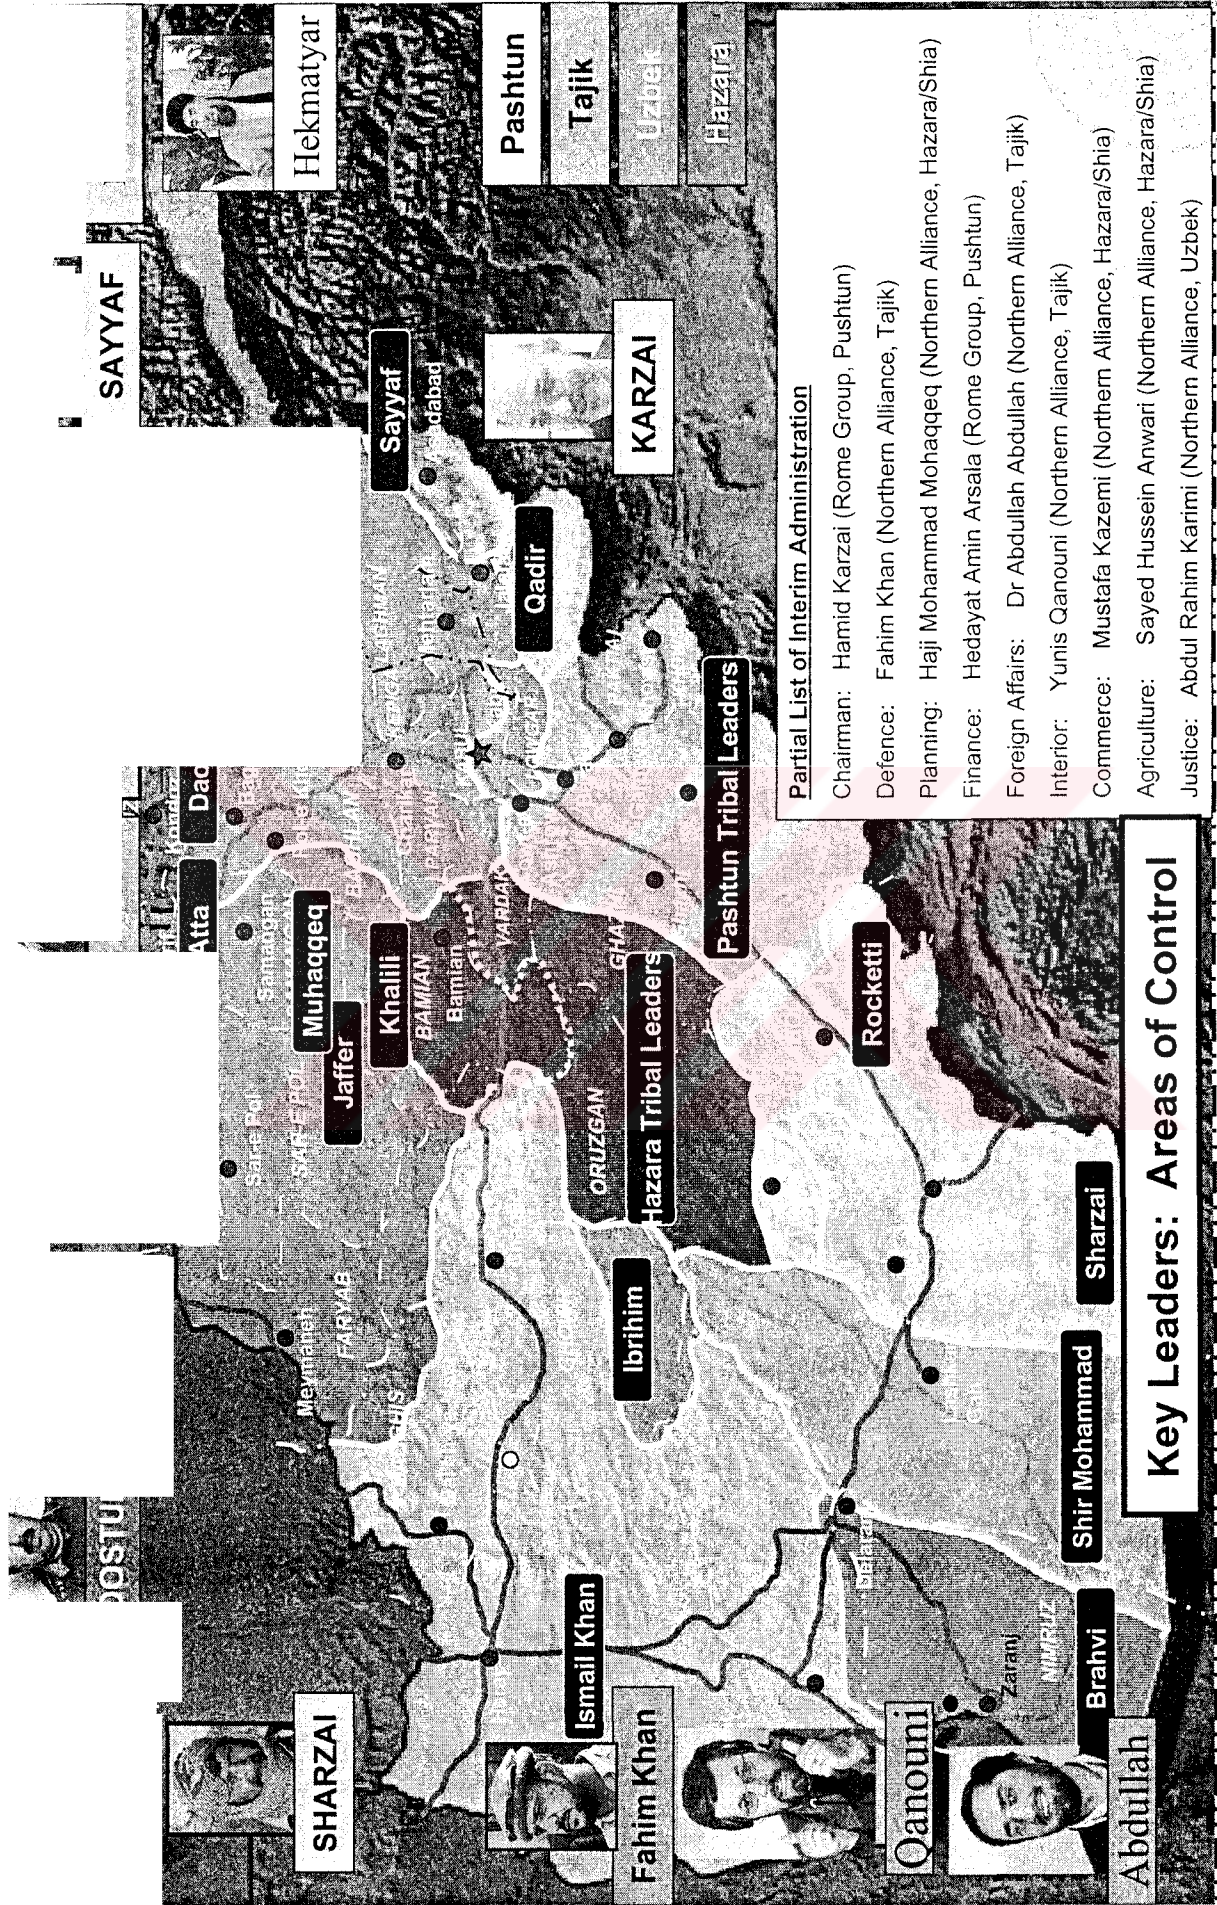 Key Leaders: Areas of Control
SHARZAI
Fahim Khan
Qanouni
Abdullah
Hekmatyar
SAYYAF
KARZAI
Pashtun
Tajik
Uzbek
Hazara
Atta
Muhaqqeq
Jaffer
Khalili
Sayyaf
Qadir
Pashtun Tribal Leaders
Hazara Tribal Leaders
Rocketti
Ibrihim
Ismail Khan
Sharzai
Shir Mohammad
Brahvi
Meymaneh
FARYAB
Samangan
BAMIAN
Bamian
VARDAK
ORUZGAN
Zaranj
NIMRUZ
Partial List of Interim Administration
Chairman: Hamid Karzai (Rome Group, Pushtun)
Defence: Fahim Khan (Northern Alliance, Tajik)
Planning: Haji Mohammad Mohaqqeq (Northern Alliance, Hazara/Shia)
Finance: Hedayat Amin Arsala (Rome Group, Pushtun)
Foreign Affairs: Dr Abdullah Abdullah (Northern Alliance, Tajik)
Interior: Yunis Qanouni (Northern Alliance, Tajik)
Commerce: Mustafa Kazemi (Northern Alliance, Hazara/Shia)
Agriculture: Sayed Hussein Anwari (Northern Alliance, Hazara/Shia)
Justice: Abdul Rahim Karimi (Northern Alliance, Uzbek)